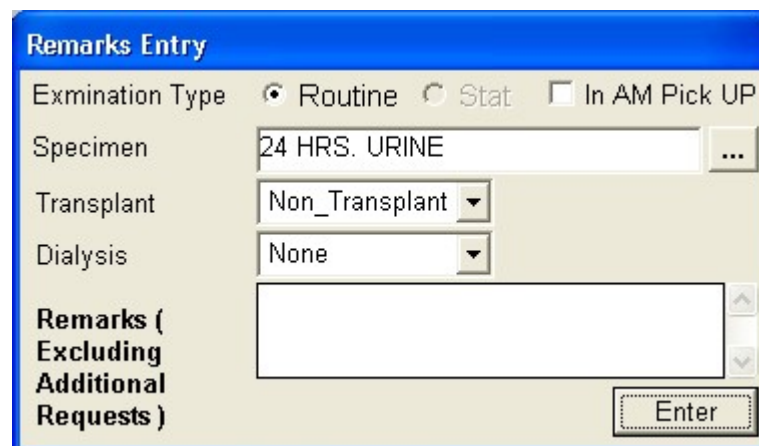 Remarks Entry
Exmination Type Routine Stat In AM Pick UP
Specimen 24 HRS. URINE ...
Transplant Non_Transplant
Dialysis None
Remarks (
Excluding
Additional
Requests )
Enter